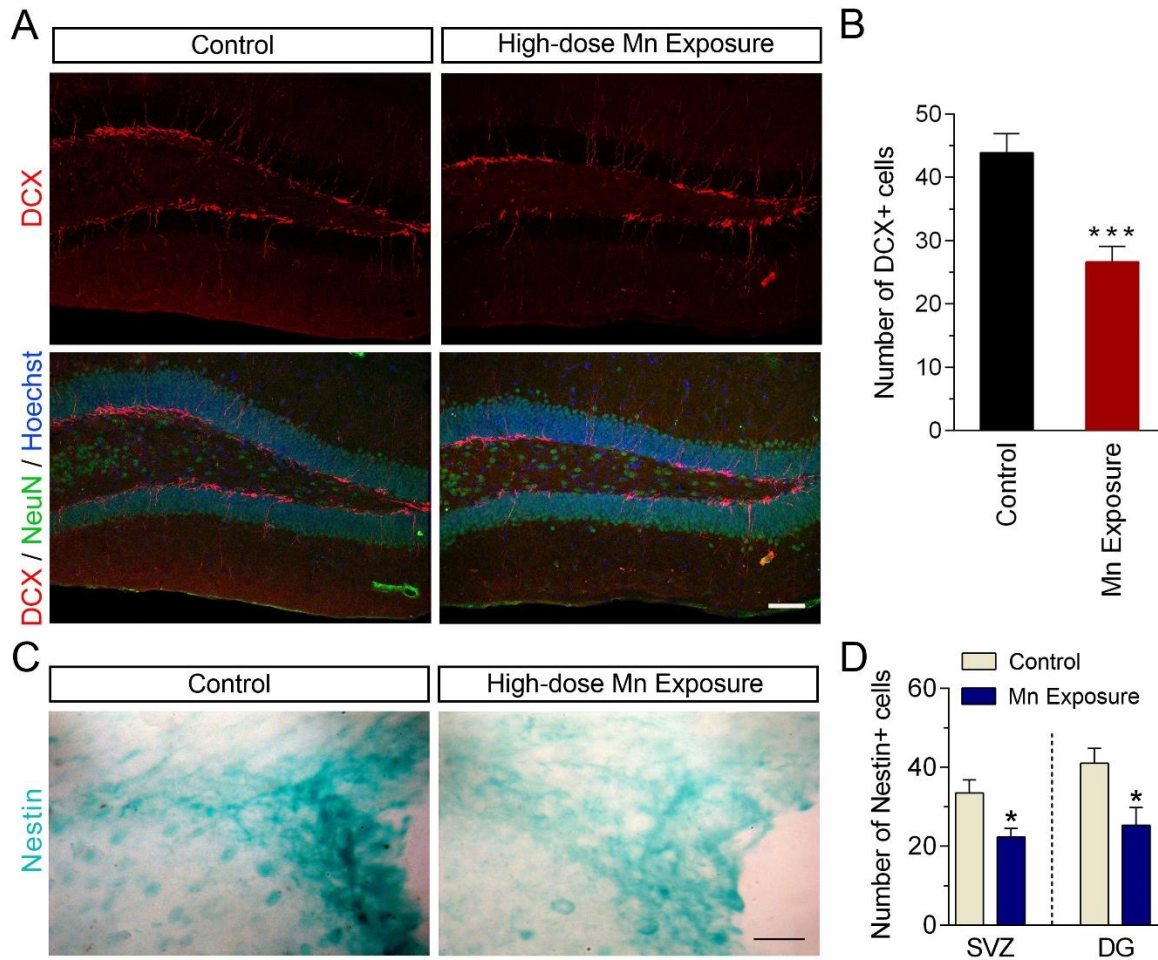 A
Control
High-dose Mn Exposure
DCX
DCX / NeuN / Hoechst
B
Number of DCX+ cells
50
40
30
20
10
0
***
Control
Mn Exposure
C
Control
High-dose Mn Exposure
Nestin
D
Control
Mn Exposure
Number of Nestin+ cells
60
40
20
0
*
*
SVZ
DG